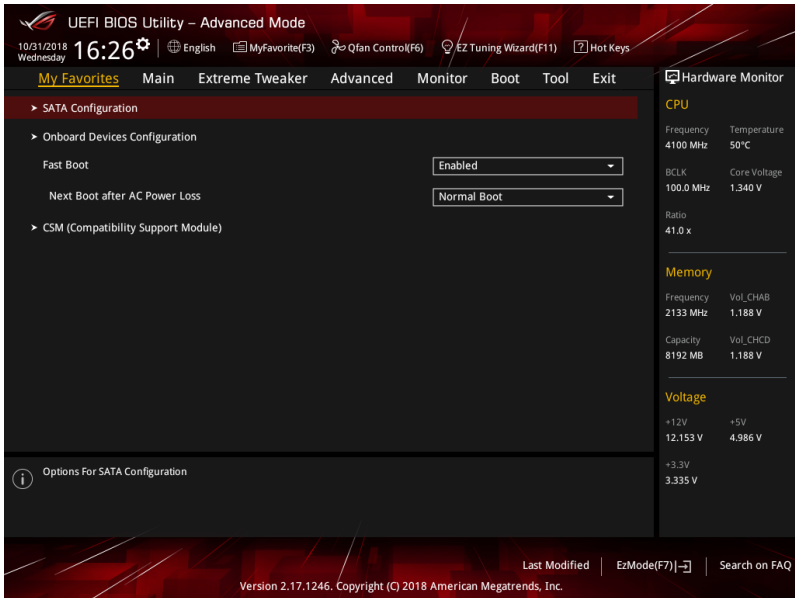 UEFI BIOS Utility – Advanced Mode
10/31/2018
Wednesday
16:26
English
MyFavorite(F3)
Qfan Control(F6)
EZ Tuning Wizard(F11)
? Hot Keys
My Favorites Main Extreme Tweaker Advanced Monitor Boot Tool Exit
Hardware Monitor
> SATA Configuration
> Onboard Devices Configuration
Fast Boot Enabled
Next Boot after AC Power Loss Normal Boot
> CSM (Compatibility Support Module)
CPU
Frequency Temperature
4100 MHz 50°C
BCLK Core Voltage
100.0 MHz 1.340 V
Ratio
41.0 x
Memory
Frequency Vol_CHAB
2133 MHz 1.188 V
Capacity Vol_CHCD
8192 MB 1.188 V
Voltage
+12V +5V
12.153 V 4.986 V
+3.3V
3.335 V
i Options For SATA Configuration
Last Modified EzMode(F7) Search on FAQ
Version 2.17.1246. Copyright (C) 2018 American Megatrends, Inc.